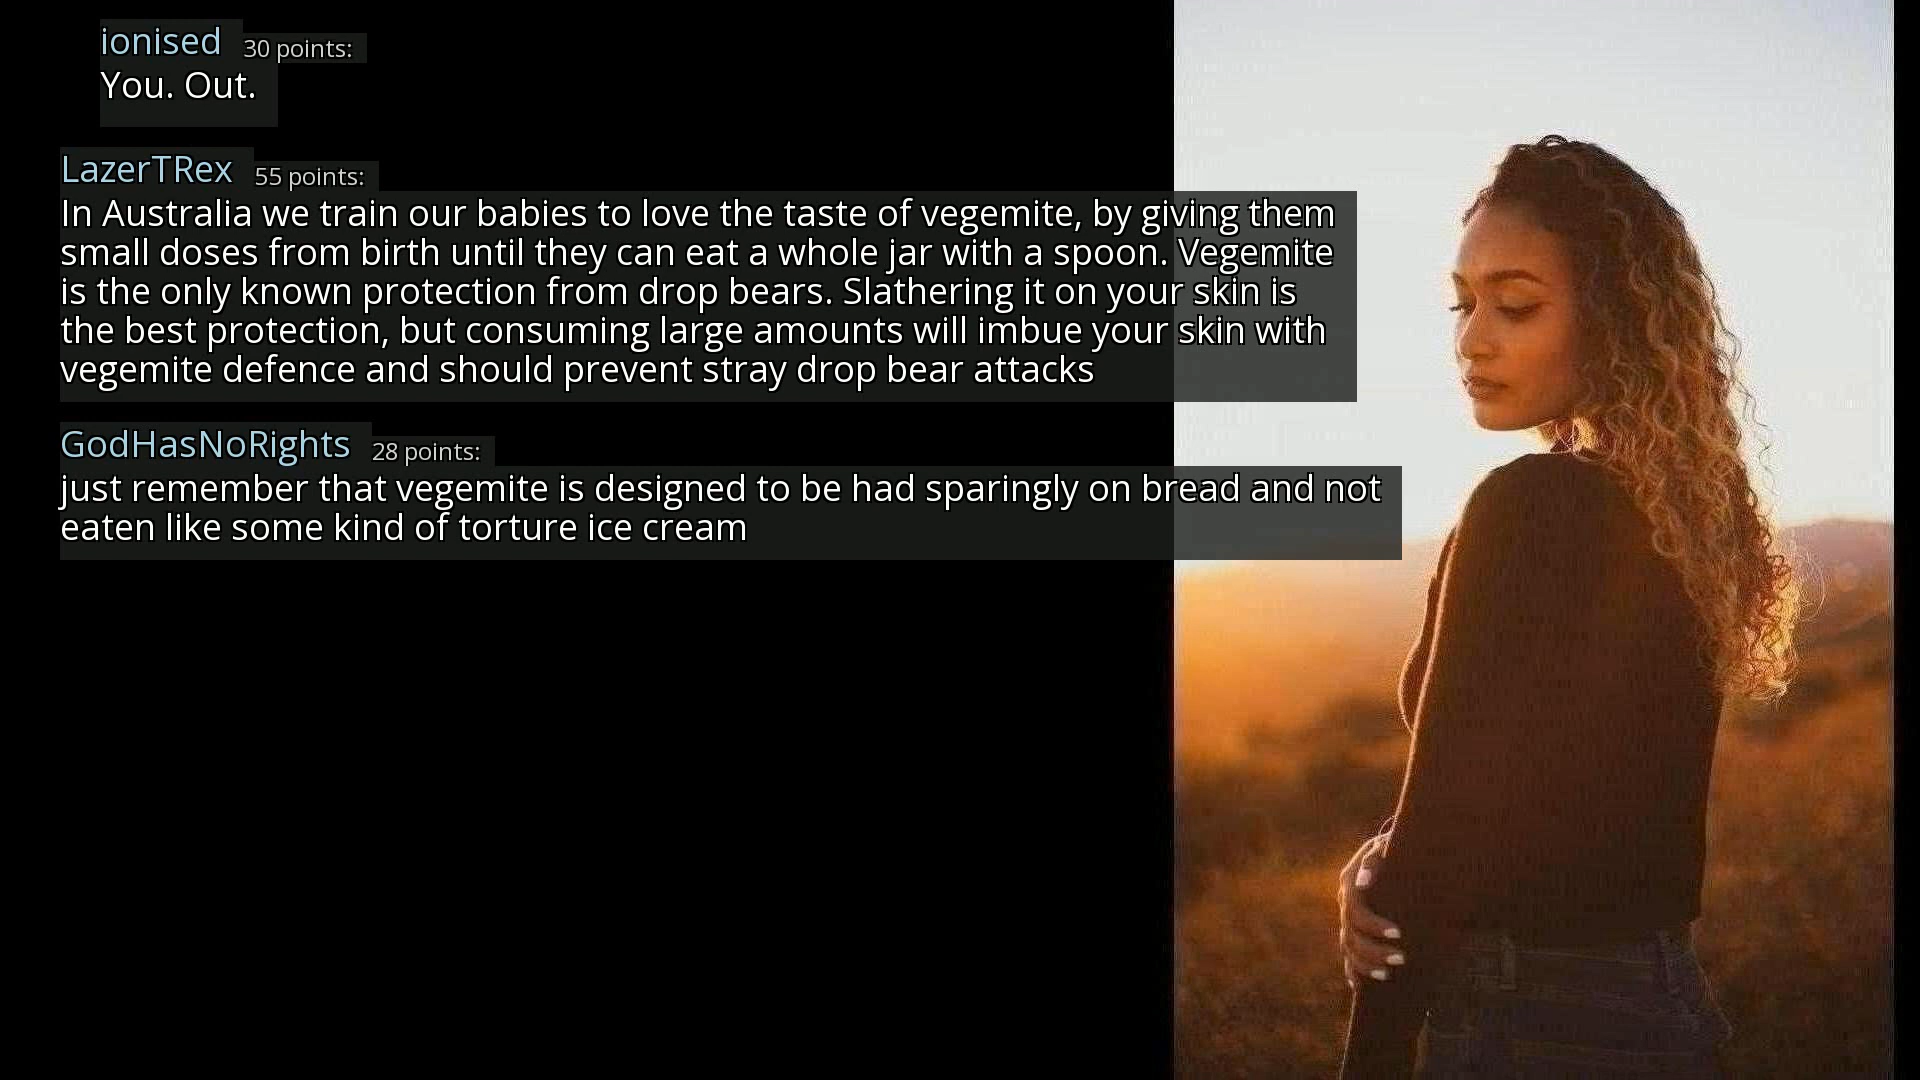 ionised 30 points:
You. Out.
LazerTRex 55 points:
In Australia we train our babies to love the taste of vegemite, by giving them
small doses from birth until they can eat a whole jar with a spoon. Vegemite
is the only known protection from drop bears. Slathering it on your skin is
the best protection, but consuming large amounts will imbue your skin with
vegemite defence and should prevent stray drop bear attacks
GodHasNoRights 28 points:
just remember that vegemite is designed to be had sparingly on bread and not
eaten like some kind of torture ice cream